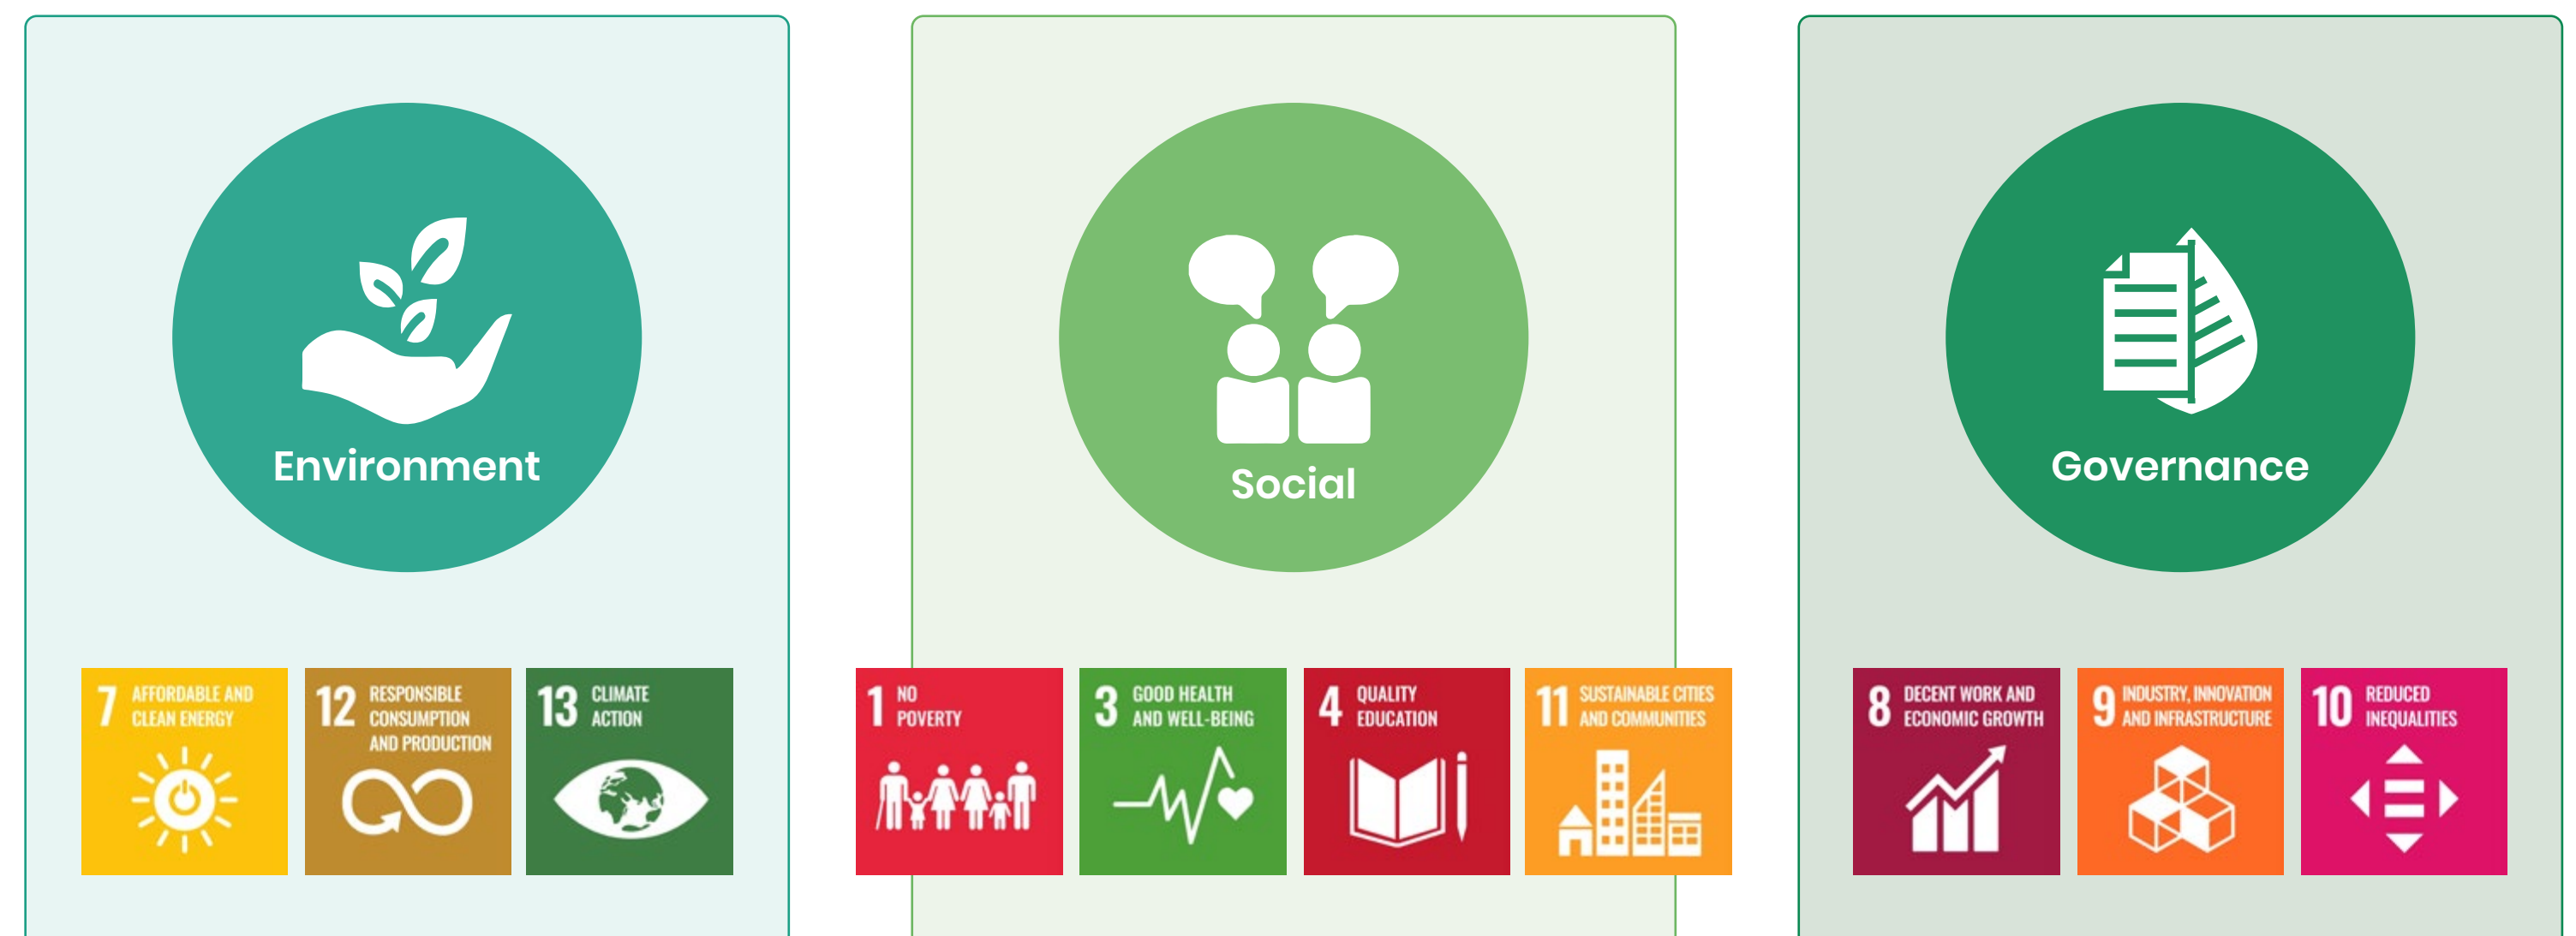 Environment
Social
Governance
7 AFFORDABLE AND
CLEAN ENERGY
12 RESPONSIBLE
CONSUMPTION
AND PRODUCTION
13 CLIMATE
ACTION
1 NO
POVERTY
3 GOOD HEALTH
AND WELL-BEING
4 QUALITY
EDUCATION
11 SUSTAINABLE CITIES
AND COMMUNITIES
8 DECENT WORK AND
ECONOMIC GROWTH
9 INDUSTRY, INNOVATION
AND INFRASTRUCTURE
10 REDUCED
INEQUALITIES